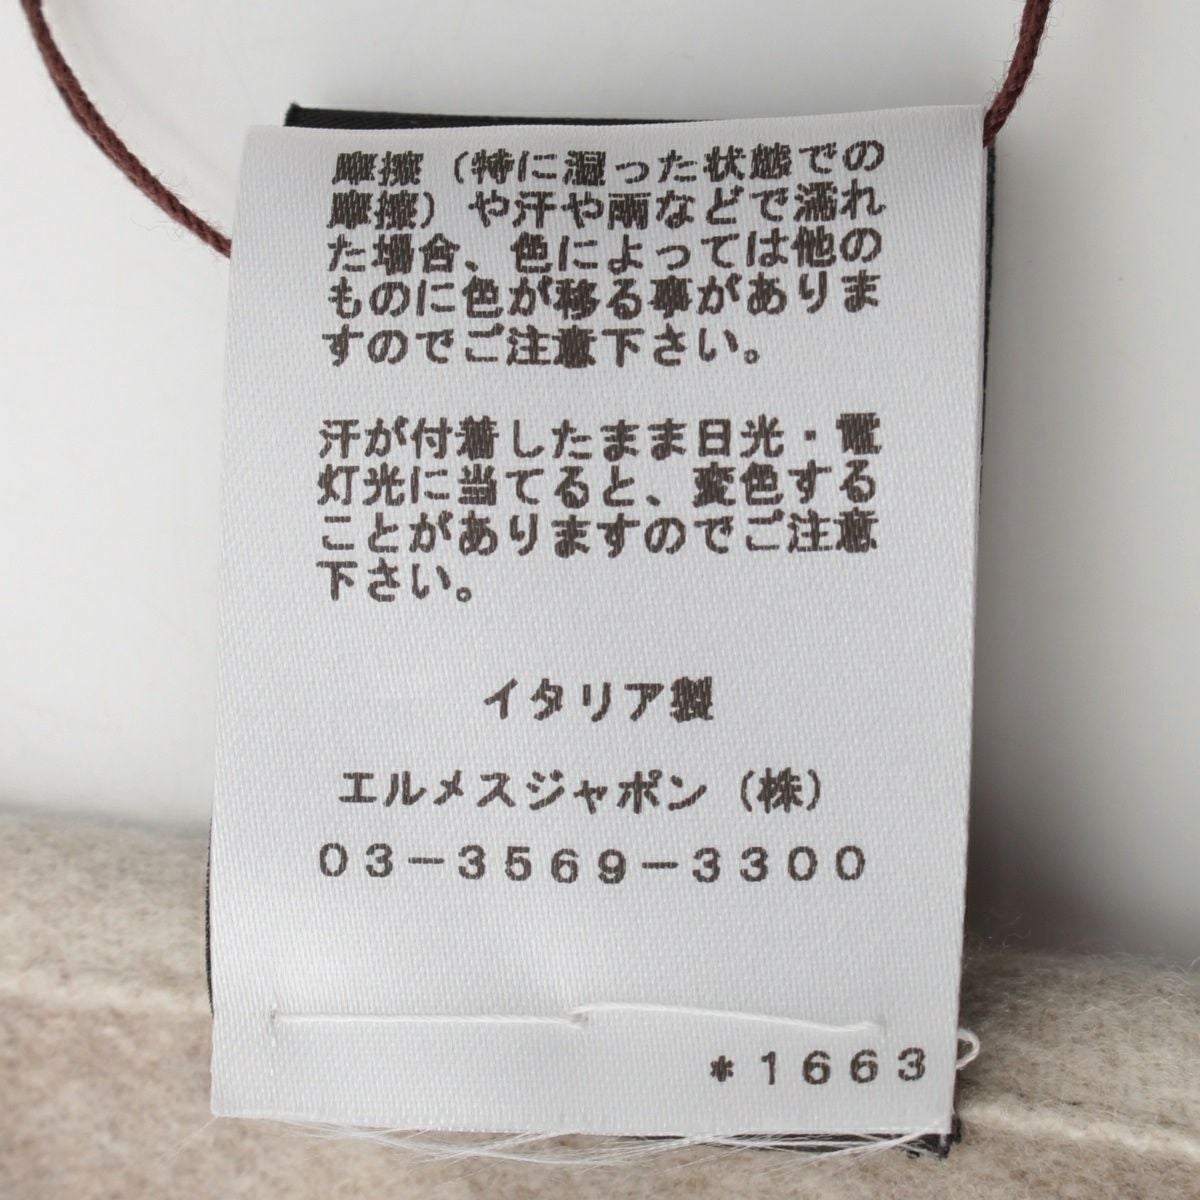 摩擦（特に湿った状態での
摩擦）や汗や雨などで濡れ
た場合、色によっては他の
ものに色が移る事がありま
すのでご注意下さい。
汗が付着したまま日光・電
灯光に当てると、変色する
ことがありますのでご注意
下さい。
イタリア製
エルメスジャポン（株）
０３－３５６９－３３００
＊１６６３